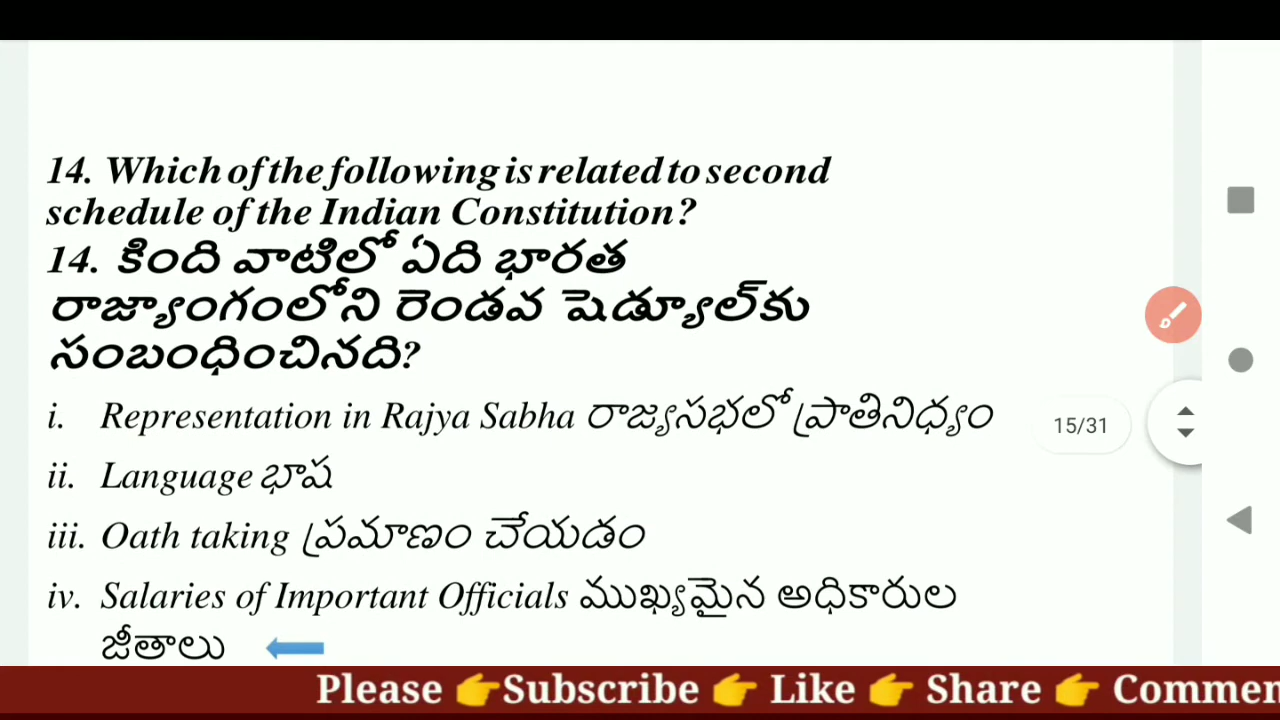 14. Which of the following is related to second
schedule of the Indian Constitution?
14. కింది వాటిలో ఏది భారత
రాజ్యాంగంలోని రెండవ షెడ్యూల్‌కు
సంబంధించినది?
i. Representation in Rajya Sabha రాజ్యసభలో ప్రాతినిధ్యం
15/31
ii. Language భాష
iii. Oath taking ప్రమాణం చేయడం
iv. Salaries of Important Officials ముఖ్యమైన అధికారుల
జీతాలు
Please 👉Subscribe 👉 Like 👉 Share 👉 Commen